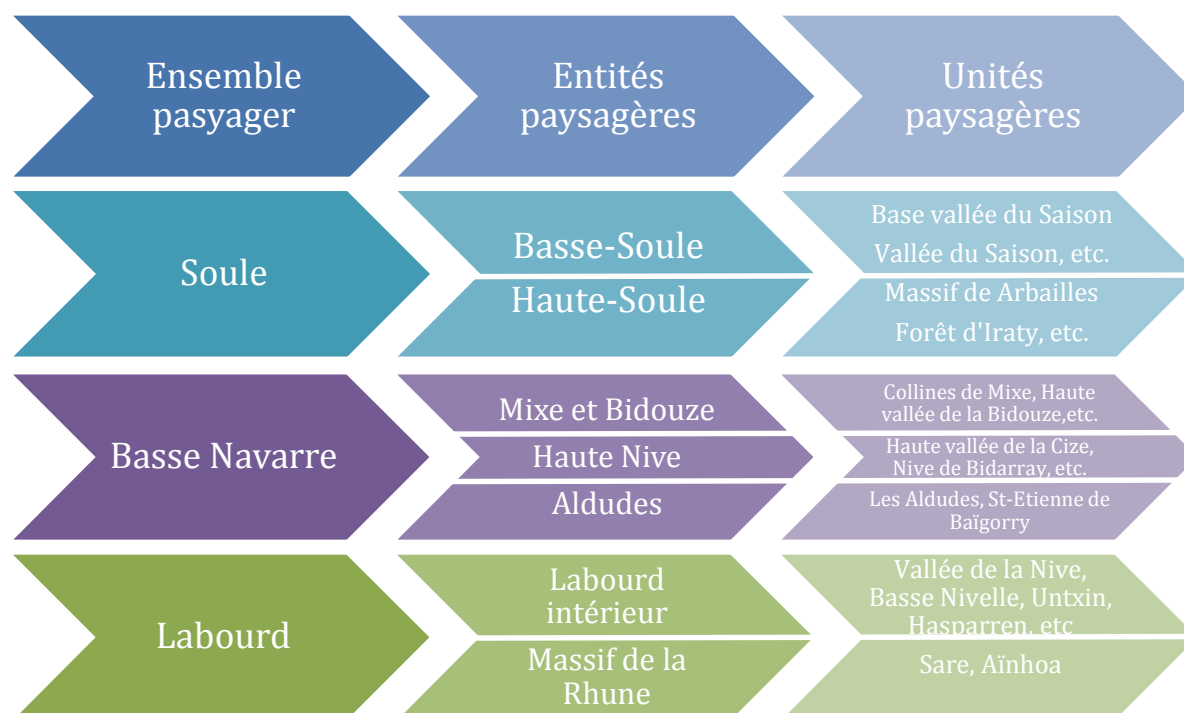 Ensemble
pasyager
Entités
paysagères
Unités
paysagères
Soule
Basse-Soule
Base vallée du Saison
Vallée du Saison, etc.
Haute-Soule
Massif de Arbailles
Forêt d'Iraty, etc.
Basse Navarre
Mixe et Bidouze
Collines de Mixe, Haute
vallée de la Bidouze,etc.
Haute Nive
Haute vallée de la Cize,
Nive de Bidarray, etc.
Aldudes
Les Aldudes, St-Etienne de
Baïgorry
Labourd
Labourd
intérieur
Vallée de la Nive,
Basse Nivelle, Untxin,
Hasparren, etc
Massif de la
Rhune
Sare, Aïnhoa